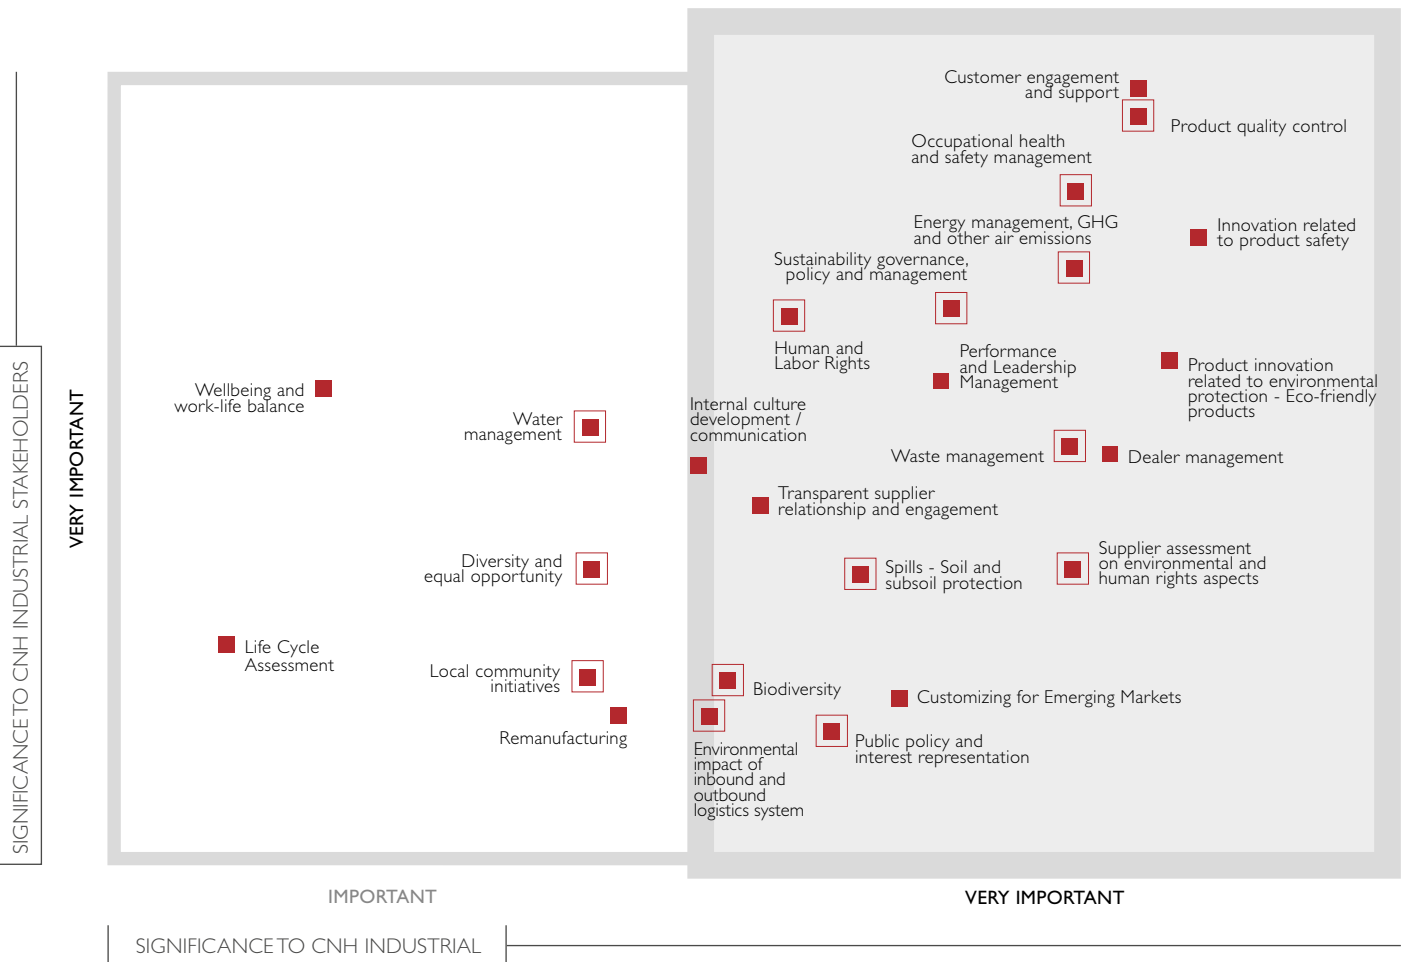 Customer engagement
and support
Product quality control
Occupational health
and safety management
Energy management, GHG
and other air emissions
Innovation related
to product safety
Sustainability governance,
policy and management
Human and
Labor Rights
Performance
and Leadership
Management
Product innovation
related to environmental
protection - Eco-friendly
products
Wellbeing and
work-life balance
Water
management
Internal culture
development /
communication
Waste management
Dealer management
Transparent supplier
relationship and engagement
Diversity and
equal opportunity
Spills - Soil and
subsoil protection
Supplier assessment
on environmental and
human rights aspects
Life Cycle
Assessment
Local community
initiatives
Remanufacturing
Biodiversity
Customizing for Emerging Markets
Environmental
impact of
inbound and
outbound
logistics system
Public policy and
interest representation
SIGNIFICANCE TO CNH INDUSTRIAL STAKEHOLDERS
VERY IMPORTANT
IMPORTANT
VERY IMPORTANT
SIGNIFICANCE TO CNH INDUSTRIAL